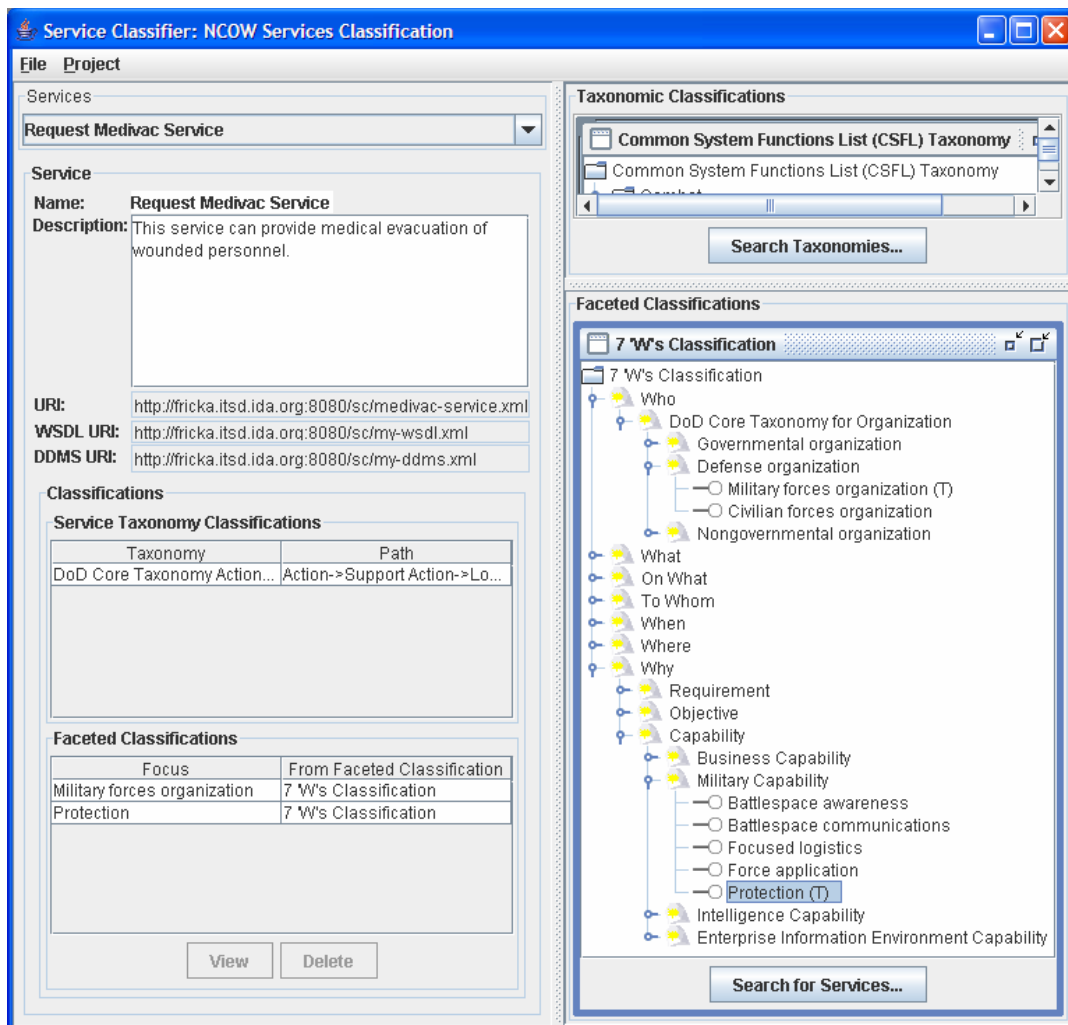 Service Classifier: NCOW Services Classification
File Project
Services
Request Medivac Service
Service
Name: Request Medivac Service
Description: This service can provide medical evacuation of
wounded personnel.
URI: http://fricka.itsd.ida.org:8080/sc/medivac-service.xml
WSDL URI: http://fricka.itsd.ida.org:8080/sc/my-wsdl.xml
DDMS URI: http://fricka.itsd.ida.org:8080/sc/my-ddms.xml
Classifications
Service Taxonomy Classifications
Taxonomy Path
DoD Core Taxonomy Action... Action->Support Action->Lo...
Faceted Classifications
Focus From Faceted Classification
Military forces organization 7 'W's Classification
Protection 7 'W's Classification
View Delete
Taxonomic Classifications
Common System Functions List (CSFL) Taxonomy
Common System Functions List (CSFL) Taxonomy
Combat
Search Taxonomies...
Faceted Classifications
7 'W's Classification
7 'W's Classification
Who
DoD Core Taxonomy for Organization
Governmental organization
Defense organization
Military forces organization (T)
Civilian forces organization
Nongovernmental organization
What
On What
To Whom
When
Where
Why
Requirement
Objective
Capability
Business Capability
Military Capability
Battlespace awareness
Battlespace communications
Focused logistics
Force application
Protection (T)
Intelligence Capability
Enterprise Information Environment Capability
Search for Services...